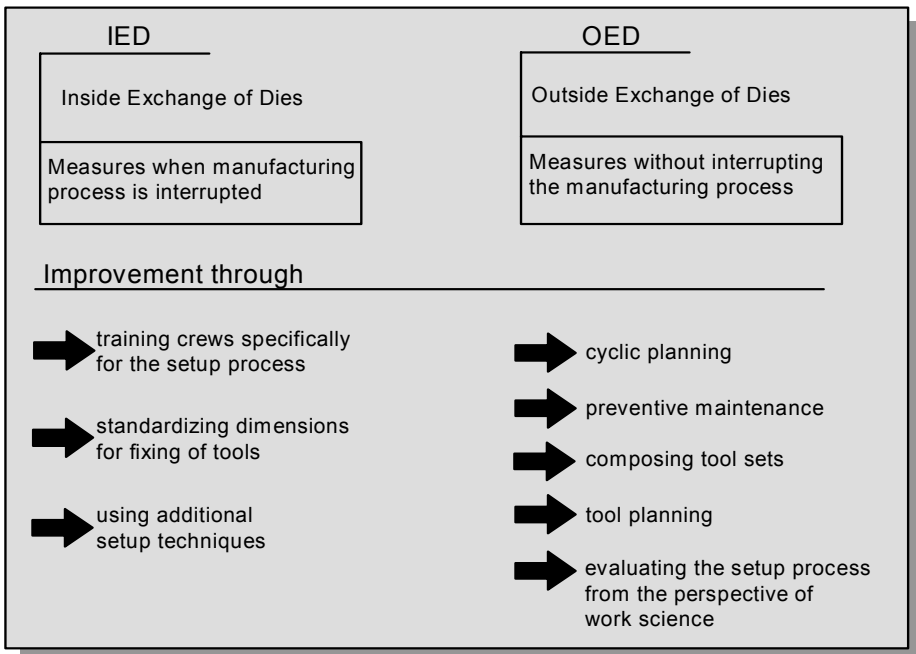 IED
Inside Exchange of Dies
Measures when manufacturing
process is interrupted
OED
Outside Exchange of Dies
Measures without interrupting
the manufacturing process
Improvement through
training crews specifically
for the setup process
standardizing dimensions
for fixing of tools
using additional
setup techniques
cyclic planning
preventive maintenance
composing tool sets
tool planning
evaluating the setup process
from the perspective of
work science